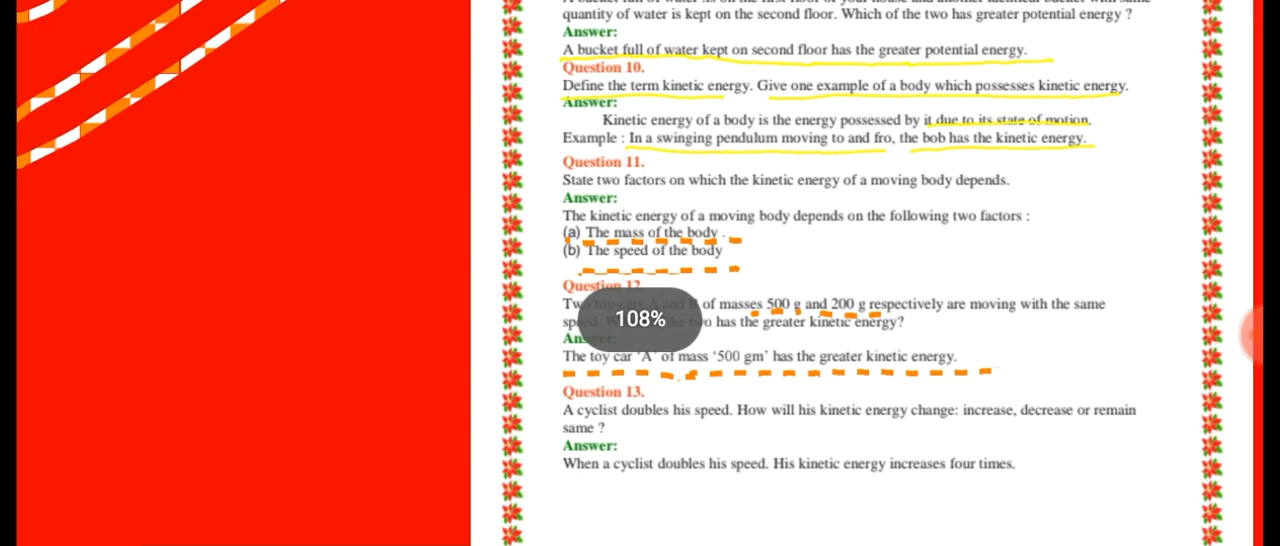 quantity of water is kept on the second floor. Which of the two has greater potential energy ?
Answer:
A bucket full of water kept on second floor has the greater potential energy.
Question 10.
Define the term kinetic energy. Give one example of a body which possesses kinetic energy.
Answer:
Kinetic energy of a body is the energy possessed by it due to its state of motion.
Example : In a swinging pendulum moving to and fro, the bob has the kinetic energy.
Question 11.
State two factors on which the kinetic energy of a moving body depends.
Answer:
The kinetic energy of a moving body depends on the following two factors :
(a) The mass of the body .
(b) The speed of the body
Question 12
of masses 500 g and 200 g respectively are moving with the same
has the greater kinetic energy?
108%
The toy car ‘A’ of mass ‘500 gm’ has the greater kinetic energy.
Question 13.
A cyclist doubles his speed. How will his kinetic energy change: increase, decrease or remain
same ?
Answer:
When a cyclist doubles his speed. His kinetic energy increases four times.